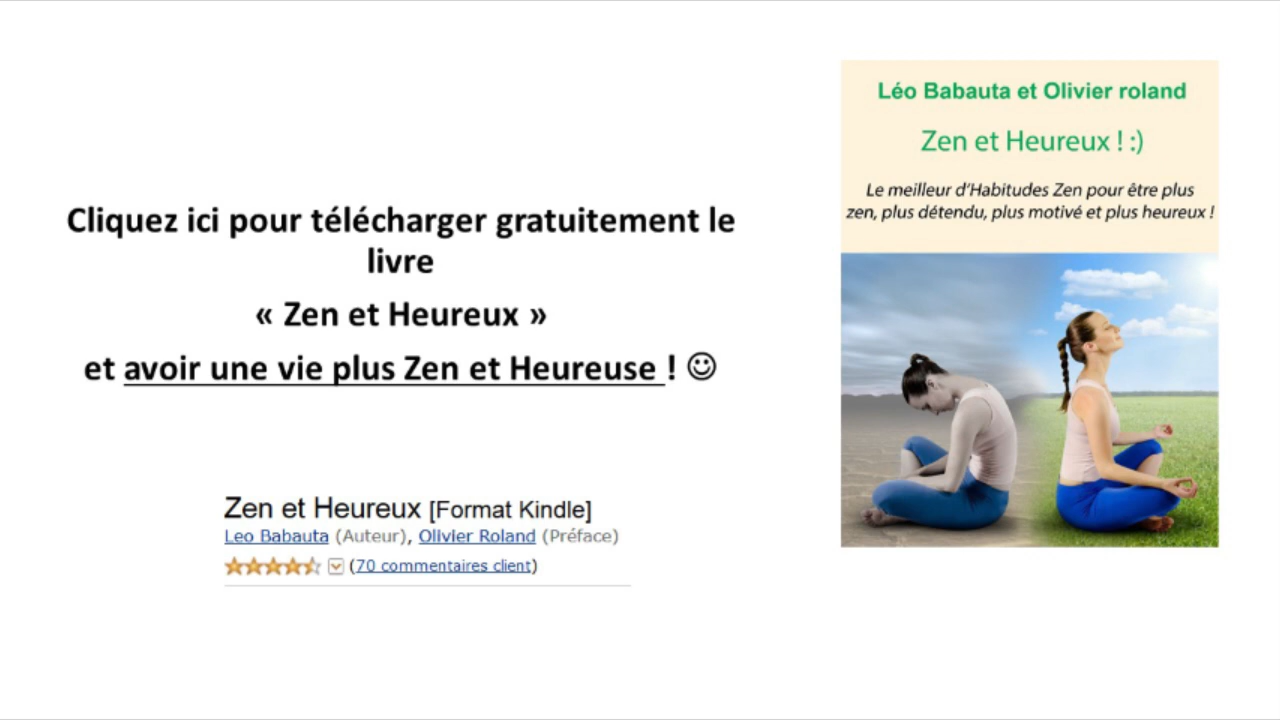 Cliquez ici pour télécharger gratuitement le
livre
« Zen et Heureux »
et avoir une vie plus Zen et Heureuse ! ☺
Zen et Heureux [Format Kindle]
Leo Babauta (Auteur), Olivier Roland (Préface)
(70 commentaires client)
Léo Babauta et Olivier roland
Zen et Heureux ! :)
Le meilleur d'Habitudes Zen pour être plus
zen, plus détendu, plus motivé et plus heureux !